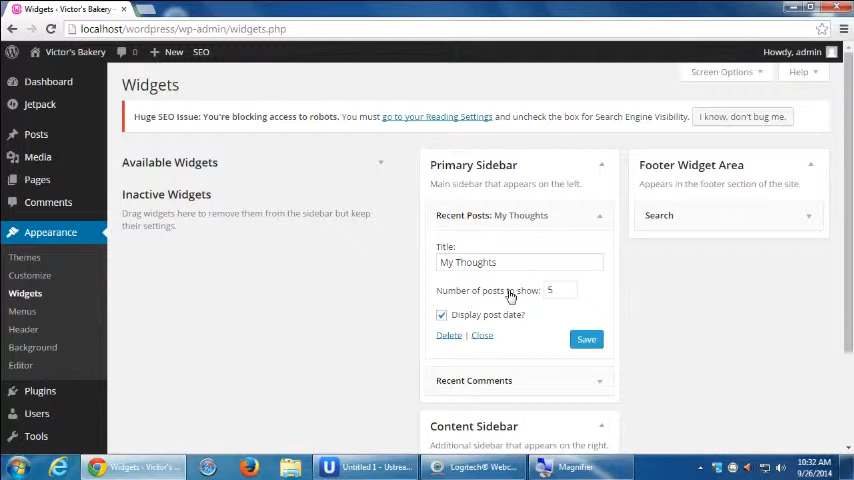 Widgets ‹ Victor's Bakery ×
localhost/wordpress/wp-admin/widgets.php
Victor's Bakery 0 + New SEO Howdy, admin
Dashboard
Jetpack
Posts
Media
Pages
Comments
Appearance
Themes
Customize
Widgets
Menus
Header
Background
Editor
Plugins
Users
Tools
Screen Options Help
Widgets
Huge SEO Issue: You're blocking access to robots. You must go to your Reading Settings and uncheck the box for Search Engine Visibility. I know, don't bug me.
Available Widgets
Inactive Widgets
Drag widgets here to remove them from the sidebar but keep
their settings.
Primary Sidebar
Main sidebar that appears on the left.
Recent Posts: My Thoughts
Title:
My Thoughts
Number of posts to show: 5
Display post date?
Delete | Close Save
Recent Comments
Content Sidebar
Additional sidebar that appears on the right.
Footer Widget Area
Appears in the footer section of the site.
Search
Widgets ‹ Victor's ... Untitled 1 - Ustrea... Logitech® Webc... Magnifier
10:32 AM
9/26/2014